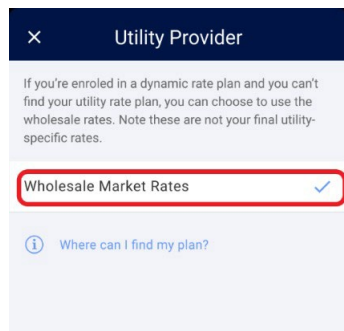 Utility Provider
If you're enroled in a dynamic rate plan and you can't
find your utility rate plan, you can choose to use the
wholesale rates. Note these are not your final utility-
specific rates.
Wholesale Market Rates
Where can I find my plan?